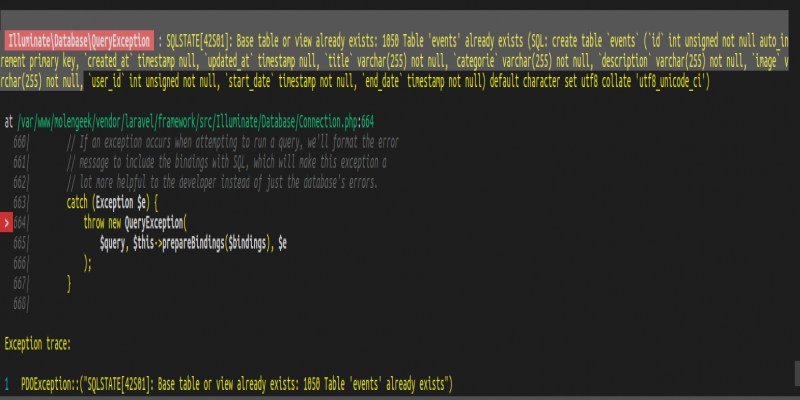 Illuminate\Database\QueryException : SQLSTATE[42S01]: Base table or view already exists: 1050 Table 'events' already exists (SQL: create table `events` (`id` int unsigned not null auto_in
rement primary key, `created_at` timestamp null, `updated_at` timestamp null, `title` varchar(255) not null, `categorie` varchar(255) not null, `description` varchar(255) not null, `image` v
rchar(255) not null, `user_id` int unsigned not null, `start_date` timestamp not null, `end_date` timestamp not null) default character set utf8 collate 'utf8_unicode_ci')
at /var/www/molengeek/vendor/laravel/framework/src/Illuminate/Database/Connection.php:664
660| // If an exception occurs when attempting to run a query, we'll format the error
661| // message to include the bindings with SQL, which will make this exception a
662| // lot more helpful to the developer instead of just the database's errors.
663| catch (Exception $e) {
> 664| throw new QueryException(
665| $query, $this->prepareBindings($bindings), $e
666| );
667| }
668|
Exception trace:
1 PDOException::("SQLSTATE[42S01]: Base table or view already exists: 1050 Table 'events' already exists")